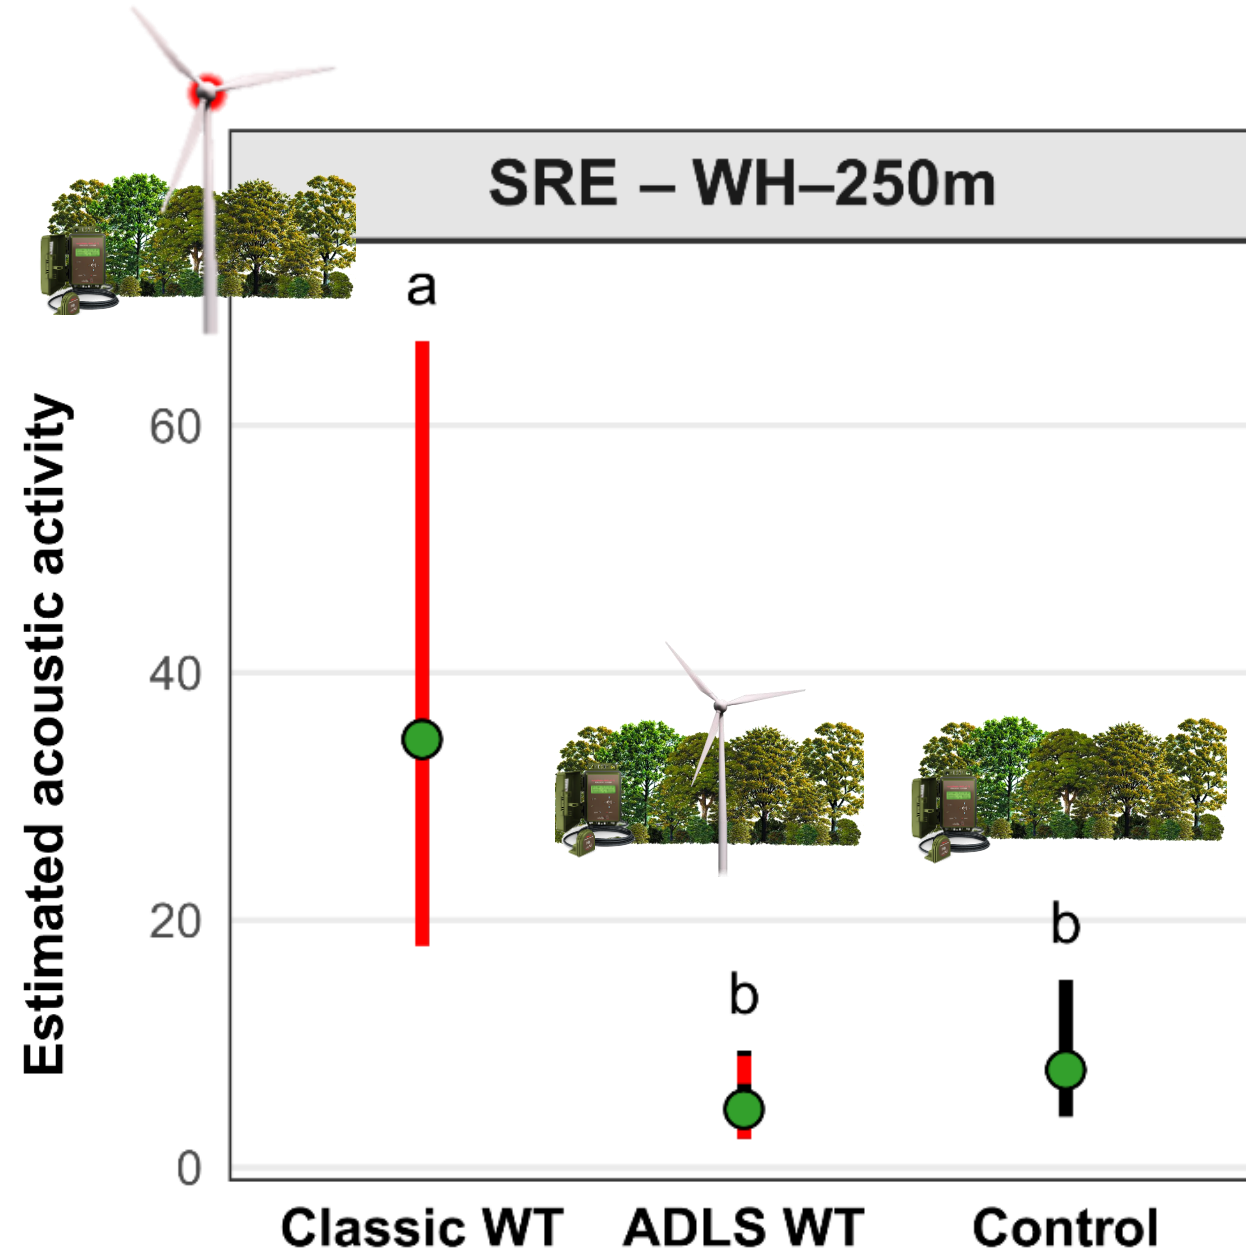 SRE – WH–250m
a
60
40
20
b
b
0
Estimated acoustic activity
Classic WT
ADLS WT
Control